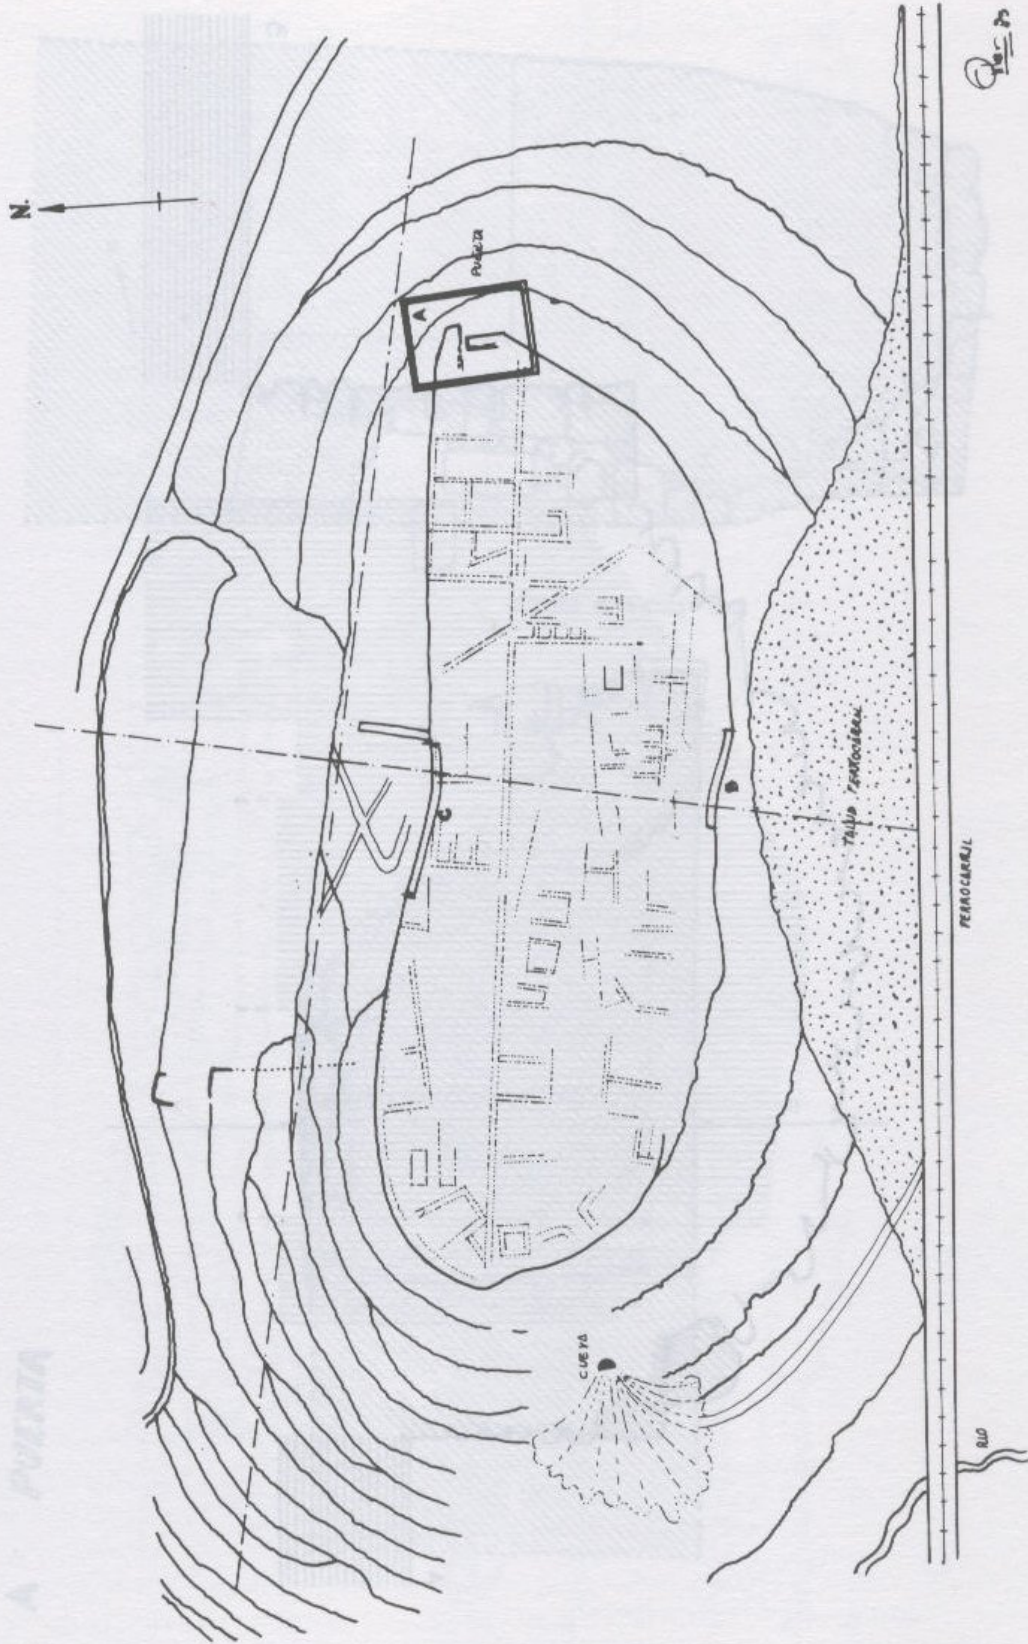 N.
PUERTA
A
C
B
TALUD FERROCARRIL
FERROCARRIL
CUEVA
RIO
A PUERTA